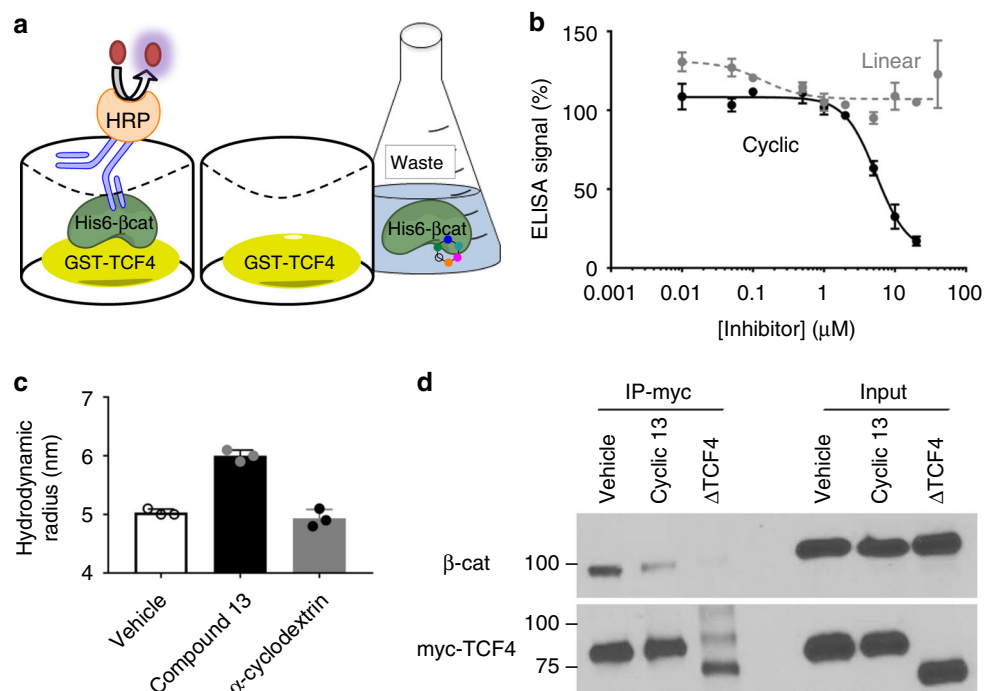 a
HRP
His6-βcat
GST-TCF4
GST-TCF4
Waste
His6-βcat
b
150
100
50
0
ELISA signal (%)
Linear
Cyclic
0.001 0.01 0.1 1 10 100
[Inhibitor] (μM)
c
7
6
5
4
Hydrodynamic
radius (nm)
Vehicle
Compound 13
α-cyclodextrin
d
IP-myc Input
Vehicle Cyclic 13 ΔTCF4 Vehicle Cyclic 13 ΔTCF4
β-cat 100
100
myc-TCF4
75